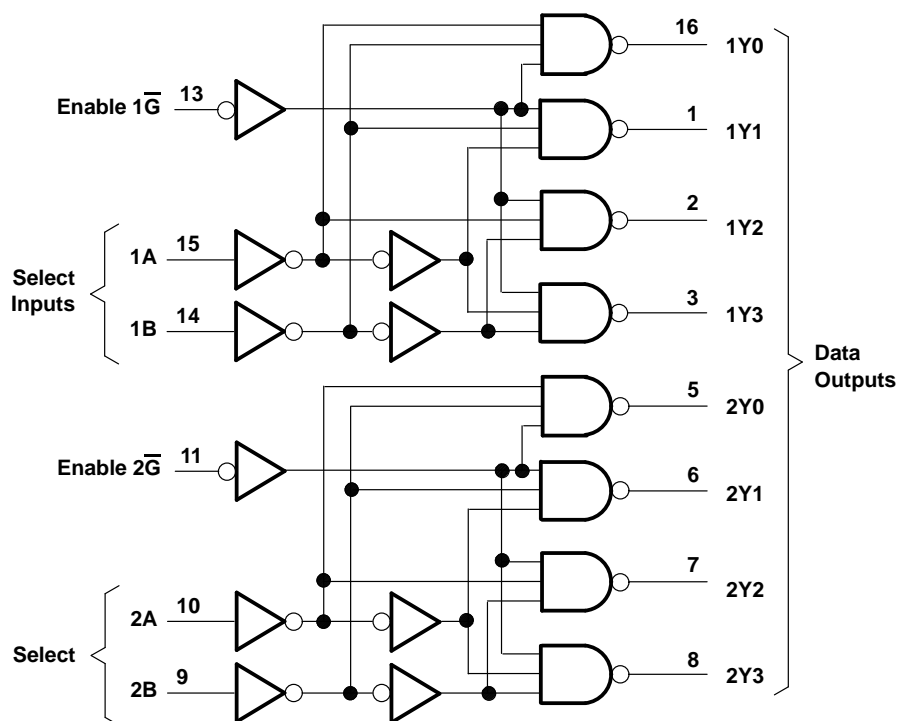 16
1Y0
Enable 1G̅ 13
1
1Y1
2
1Y2
Select
Inputs
1A 15
1B 14
3
1Y3
Data
Outputs
5
2Y0
Enable 2G̅ 11
6
2Y1
7
2Y2
Select
2A 10
2B 9
8
2Y3